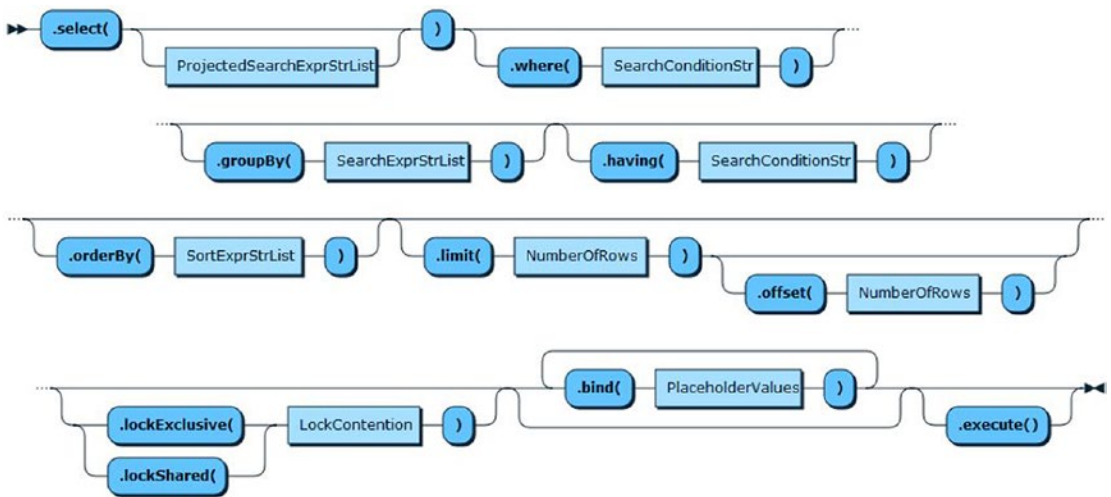 .select( ProjectedSearchExprStrList ) .where( SearchConditionStr )
.groupBy( SearchExprStrList ) .having( SearchConditionStr )
.orderBy( SortExprStrList ) .limit( NumberOfRows )
.offset( NumberOfRows )
.bind( PlaceholderValues )
.lockExclusive( LockContention ) .execute()
.lockShared(